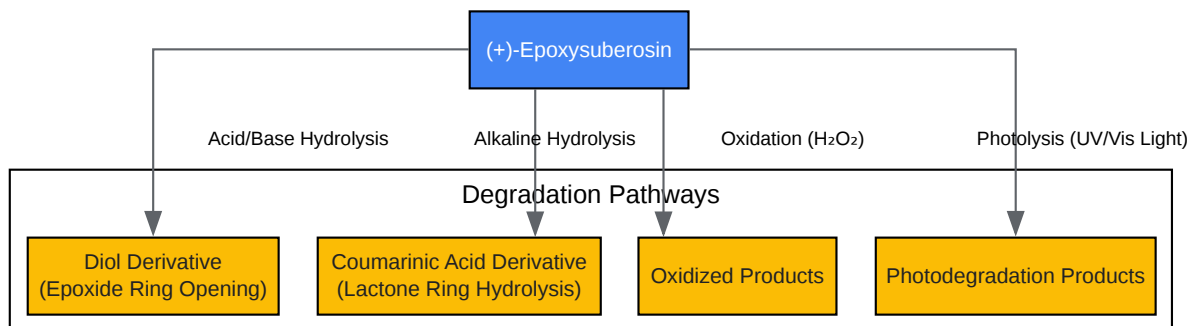 (+)-Epoxysuberosin
Acid/Base Hydrolysis
Alkaline Hydrolysis
Oxidation (H₂O₂)
Photolysis (UV/Vis Light)
Degradation Pathways
Diol Derivative
(Epoxide Ring Opening)
Coumarinic Acid Derivative
(Lactone Ring Hydrolysis)
Oxidized Products
Photodegradation Products